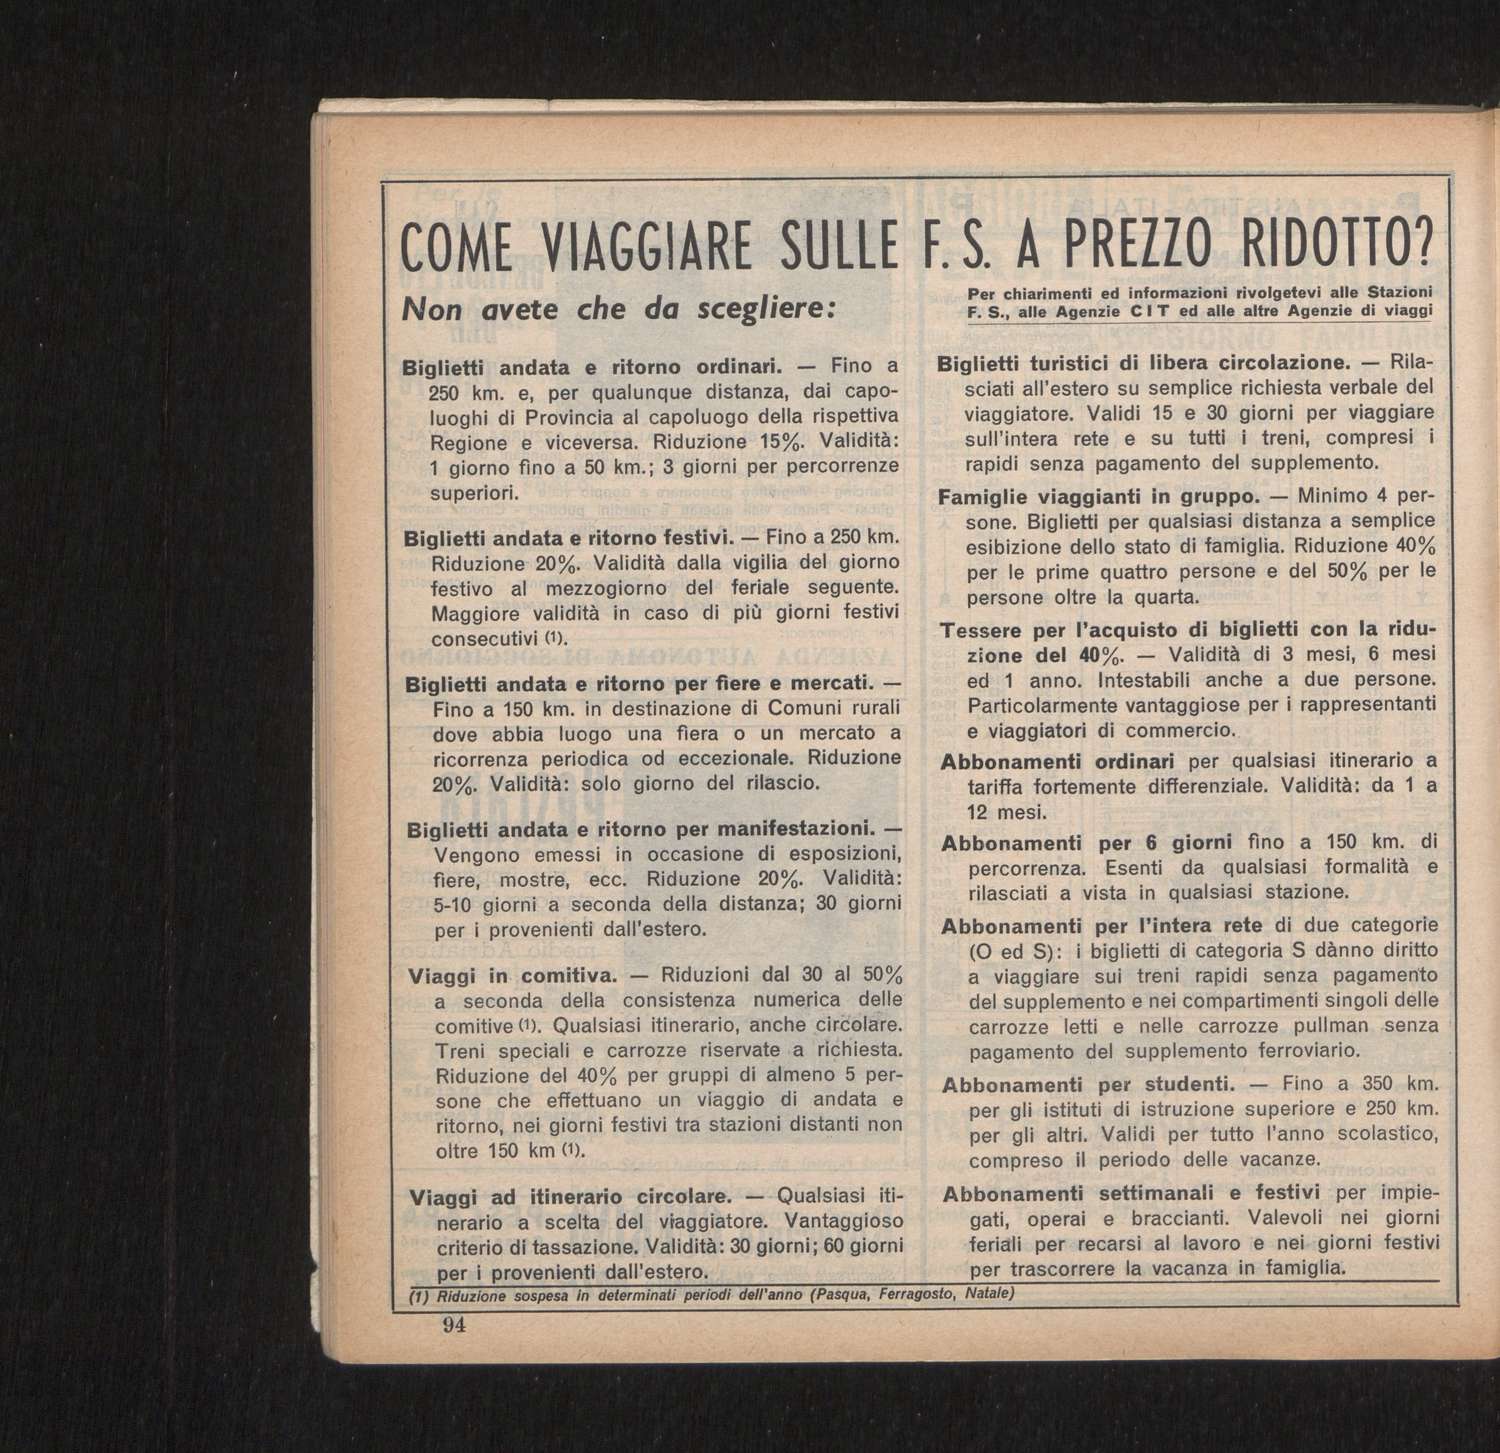 COME VIAGGIARE SULLE F. S. A PREZZO RIDOTTO?
Non avete che da scegliere:
Per chiarimenti ed informazioni rivolgetevi alle Stazioni
F. S., alle Agenzie CIT ed alle altre Agenzie di viaggi
Biglietti andata e ritorno ordinari. — Fino a
250 km. e, per qualunque distanza, dai capo-
luoghi di Provincia al capoluogo della rispettiva
Regione e viceversa. Riduzione 15%. Validità:
1 giorno fino a 50 km.; 3 giorni per percorrenze
superiori.
Biglietti andata e ritorno festivi. — Fino a 250 km.
Riduzione 20%. Validità dalla vigilia del giorno
festivo al mezzogiorno del feriale seguente.
Maggiore validità in caso di più giorni festivi
consecutivi (1).
Biglietti andata e ritorno per fiere e mercati. —
Fino a 150 km. in destinazione di Comuni rurali
dove abbia luogo una fiera o un mercato a
ricorrenza periodica od eccezionale. Riduzione
20%. Validità: solo giorno del rilascio.
Biglietti andata e ritorno per manifestazioni. —
Vengono emessi in occasione di esposizioni,
fiere, mostre, ecc. Riduzione 20%. Validità:
5-10 giorni a seconda della distanza; 30 giorni
per i provenienti dall'estero.
Viaggi in comitiva. — Riduzioni dal 30 al 50%
a seconda della consistenza numerica delle
comitive (1). Qualsiasi itinerario, anche circolare.
Treni speciali e carrozze riservate a richiesta.
Riduzione del 40% per gruppi di almeno 5 per-
sone che effettuano un viaggio di andata e
ritorno, nei giorni festivi tra stazioni distanti non
oltre 150 km (1).
Viaggi ad itinerario circolare. — Qualsiasi iti-
nerario a scelta del viaggiatore. Vantaggioso
criterio di tassazione. Validità: 30 giorni; 60 giorni
per i provenienti dall'estero.
Biglietti turistici di libera circolazione. — Rila-
sciati all'estero su semplice richiesta verbale del
viaggiatore. Validi 15 e 30 giorni per viaggiare
sull'intera rete e su tutti i treni, compresi i
rapidi senza pagamento del supplemento.
Famiglie viaggianti in gruppo. — Minimo 4 per-
sone. Biglietti per qualsiasi distanza a semplice
esibizione dello stato di famiglia. Riduzione 40%
per le prime quattro persone e del 50% per le
persone oltre la quarta.
Tessere per l'acquisto di biglietti con la ridu-
zione del 40%. — Validità di 3 mesi, 6 mesi
ed 1 anno. Intestabili anche a due persone.
Particolarmente vantaggiose per i rappresentanti
e viaggiatori di commercio.
Abbonamenti ordinari per qualsiasi itinerario a
tariffa fortemente differenziale. Validità: da 1 a
12 mesi.
Abbonamenti per 6 giorni fino a 150 km. di
percorrenza. Esenti da qualsiasi formalità e
rilasciati a vista in qualsiasi stazione.
Abbonamenti per l'intera rete di due categorie
(O ed S): i biglietti di categoria S dànno diritto
a viaggiare sui treni rapidi senza pagamento
del supplemento e nei compartimenti singoli delle
carrozze letti e nelle carrozze pullman senza
pagamento del supplemento ferroviario.
Abbonamenti per studenti. — Fino a 350 km.
per gli istituti di istruzione superiore e 250 km.
per gli altri. Validi per tutto l'anno scolastico,
compreso il periodo delle vacanze.
Abbonamenti settimanali e festivi per impie-
gati, operai e braccianti. Valevoli nei giorni
feriali per recarsi al lavoro e nei giorni festivi
per trascorrere la vacanza in famiglia.
(1) Riduzione sospesa in determinati periodi dell'anno (Pasqua, Ferragosto, Natale)
94